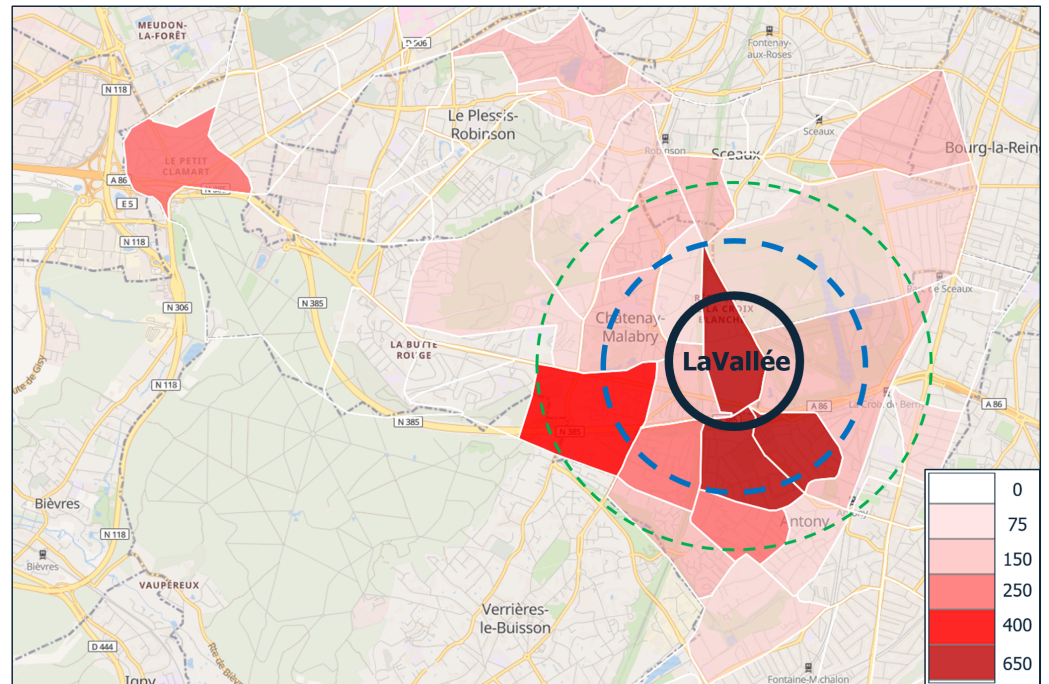 MEUDON-
LA-FORÊT
D 906
Fontenay-
aux-Roses
N 118
Le Plessis-
Robinson
Sceaux
Robinson
Sceaux
Bourg-la-Rein
LE PETIT
CLAMART
A 86
E 5
N 118
N 306
N 385
LA CROIX
BLANCHE
Châtenay-
Malabry
LA BUTTE
ROUGE
LaVallée
N 118
N 385
N 385
A 86
La Croix de Berny
A 86
Bièvres
Bièvres
N 118
Antony
VAUPÉREUX
Verrières-
le-Buisson
D 444
Igny
Fontaine-Michalon
0
75
150
250
400
650